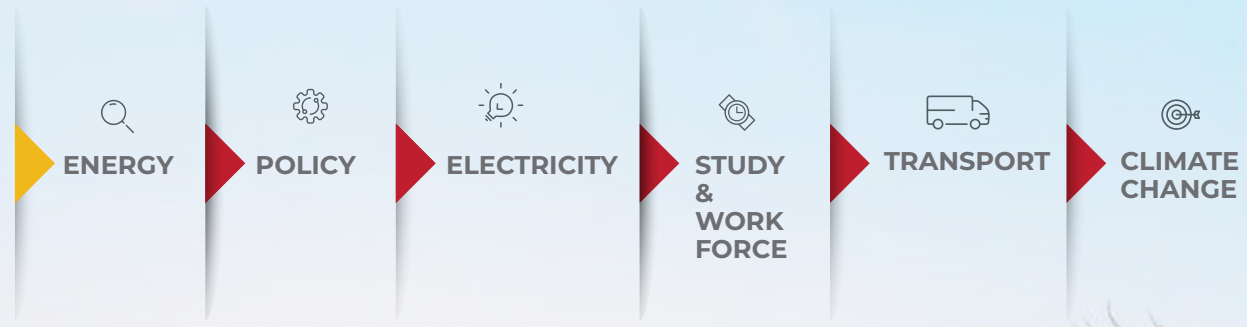 ENERGY
POLICY
ELECTRICITY
STUDY
&
WORK
FORCE
TRANSPORT
CLIMATE
CHANGE